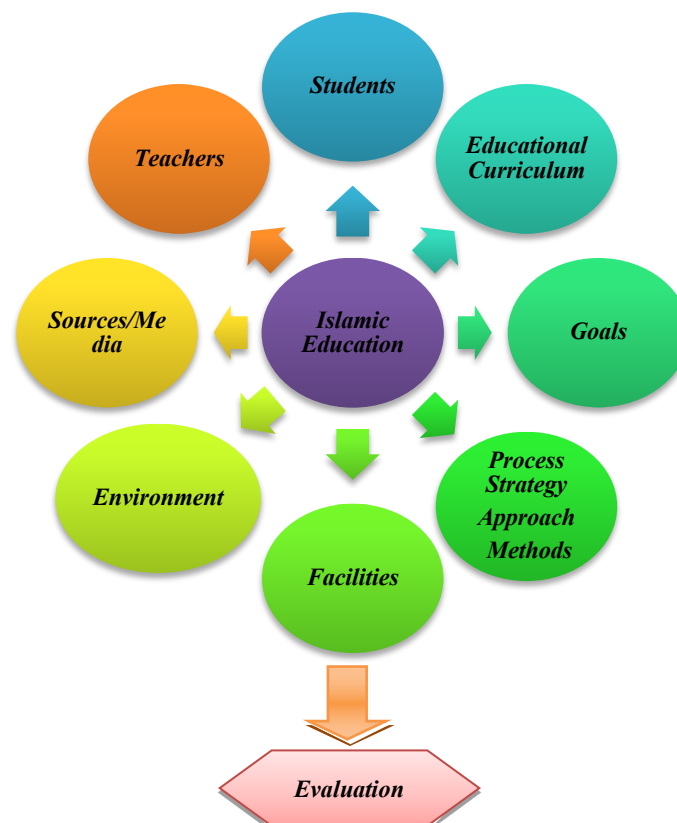 Students
Teachers
Educational
Curriculum
Sources/Me
dia
Islamic
Education
Goals
Environment
Process
Strategy
Approach
Methods
Facilities
Evaluation